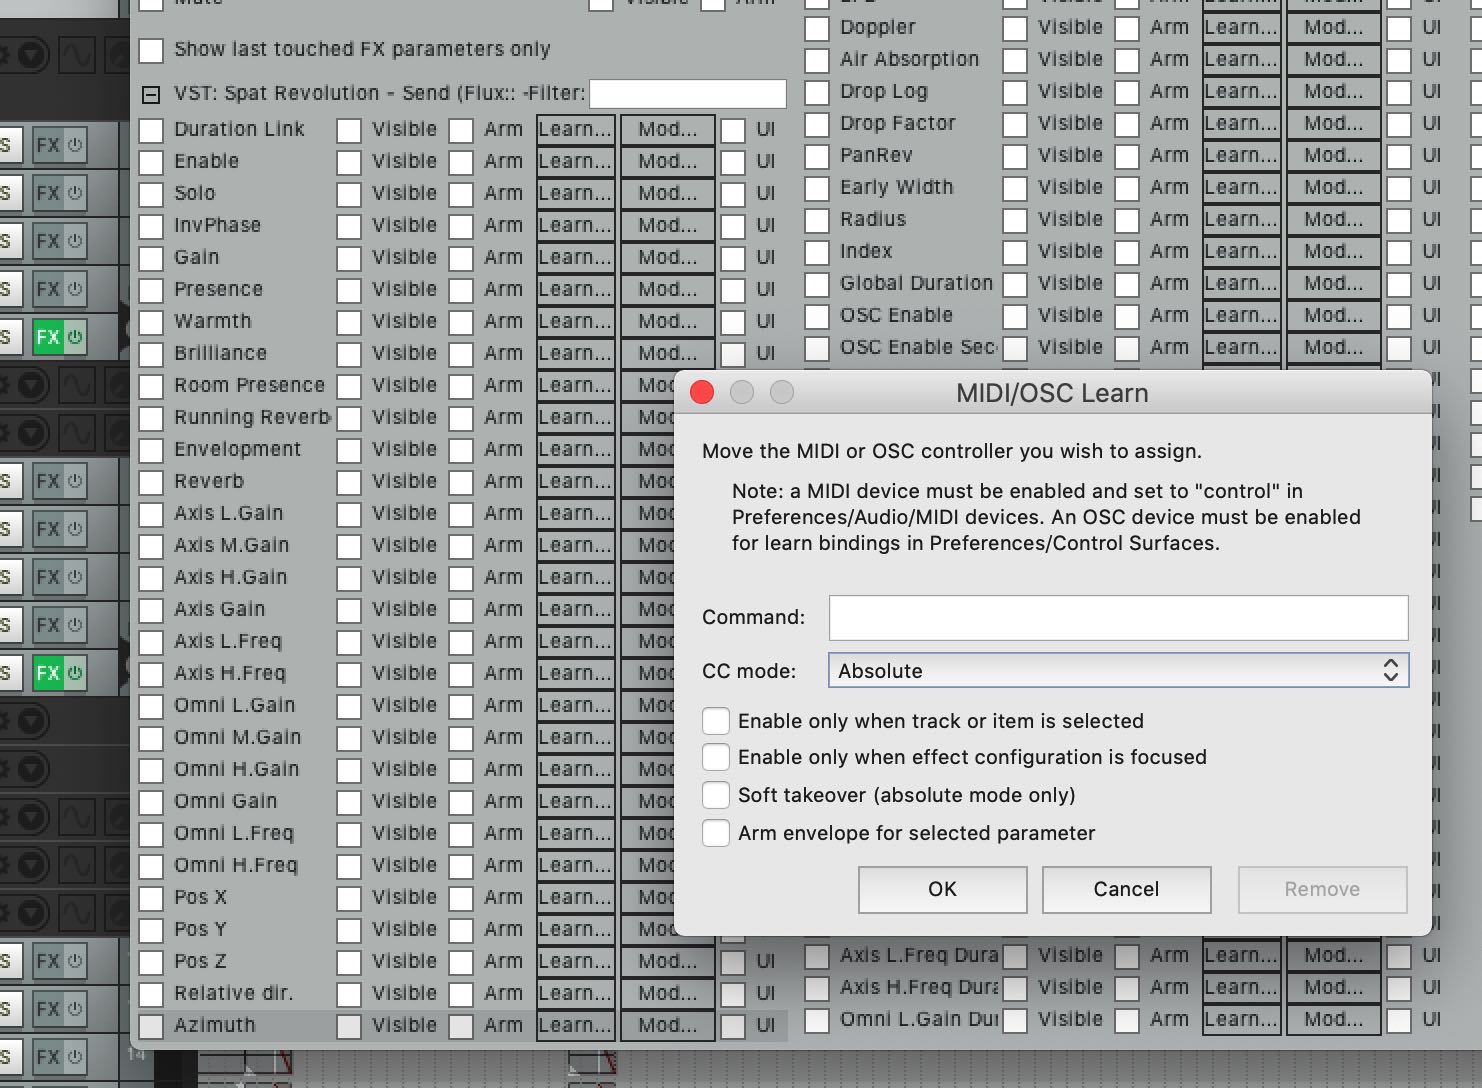 Mute Visible Arm
Show last touched FX parameters only
VST: Spat Revolution - Send (Flux:: -Filter:
Duration Link Visible Arm Learn... Mod... UI
Enable Visible Arm Learn... Mod... UI
Solo Visible Arm Learn... Mod... UI
InvPhase Visible Arm Learn... Mod... UI
Gain Visible Arm Learn... Mod... UI
Presence Visible Arm Learn... Mod... UI
Warmth Visible Arm Learn... Mod... UI
Brilliance Visible Arm Learn... Mod... UI
Room Presence Visible Arm Learn... Mod
Running Reverb Visible Arm Learn... Mod
Envelopment Visible Arm Learn... Mod
Reverb Visible Arm Learn... Mod
Axis L.Gain Visible Arm Learn... Mod
Axis M.Gain Visible Arm Learn... Mod
Axis H.Gain Visible Arm Learn... Mod
Axis Gain Visible Arm Learn... Mod
Axis L.Freq Visible Arm Learn... Mod
Axis H.Freq Visible Arm Learn... Mod
Omni L.Gain Visible Arm Learn... Mod
Omni M.Gain Visible Arm Learn... Mod
Omni H.Gain Visible Arm Learn... Mod
Omni Gain Visible Arm Learn... Mod
Omni L.Freq Visible Arm Learn... Mod
Omni H.Freq Visible Arm Learn... Mod
Pos X Visible Arm Learn... Mod
Pos Y Visible Arm Learn... Mod
Pos Z Visible Arm Learn... Mod... UI
Relative dir. Visible Arm Learn... Mod... UI
Azimuth Visible Arm Learn... Mod... UI
Doppler Visible Arm Learn... Mod... UI
Air Absorption Visible Arm Learn... Mod... UI
Drop Log Visible Arm Learn... Mod... UI
Drop Factor Visible Arm Learn... Mod... UI
PanRev Visible Arm Learn... Mod... UI
Early Width Visible Arm Learn... Mod... UI
Radius Visible Arm Learn... Mod... UI
Index Visible Arm Learn... Mod... UI
Global Duration Visible Arm Learn... Mod... UI
OSC Enable Visible Arm Learn... Mod... UI
OSC Enable Sec Visible Arm Learn... Mod... UI
MIDI/OSC Learn
Move the MIDI or OSC controller you wish to assign.
Note: a MIDI device must be enabled and set to "control" in
Preferences/Audio/MIDI devices. An OSC device must be enabled
for learn bindings in Preferences/Control Surfaces.
Command:
CC mode: Absolute
Enable only when track or item is selected
Enable only when effect configuration is focused
Soft takeover (absolute mode only)
Arm envelope for selected parameter
OK Cancel Remove
Axis L.Freq Dura Visible Arm Learn... Mod... UI
Axis H.Freq Dura Visible Arm Learn... Mod... UI
Omni L.Gain Du Visible Arm Learn... Mod... UI
S FX
S FX
S FX
S FX
S FX
S FX
S FX
S FX
S FX
S FX
S FX
S FX
S FX
14